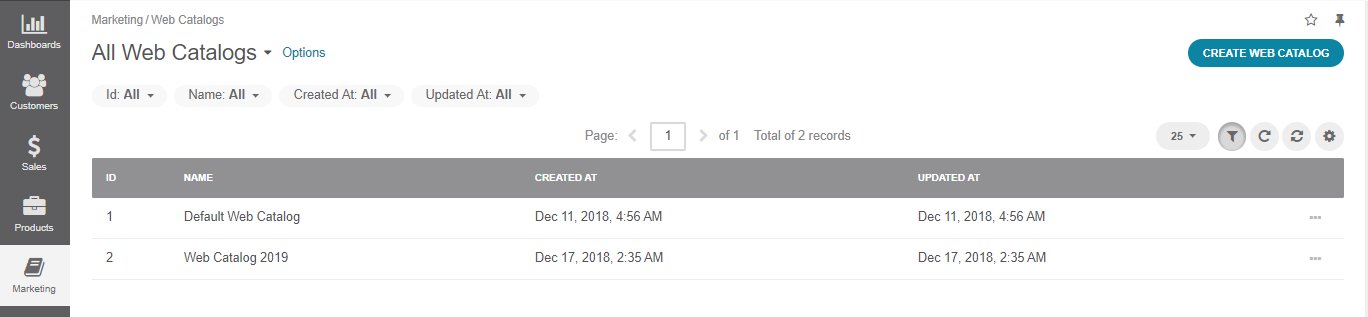 Dashboards
Customers
Sales
Products
Marketing
Marketing / Web Catalogs
All Web Catalogs Options CREATE WEB CATALOG
Id: All Name: All Created At: All Updated At: All
Page: 1 of 1 Total of 2 records 25
ID NAME CREATED AT UPDATED AT
1 Default Web Catalog Dec 11, 2018, 4:56 AM Dec 11, 2018, 4:56 AM
2 Web Catalog 2019 Dec 17, 2018, 2:35 AM Dec 17, 2018, 2:35 AM